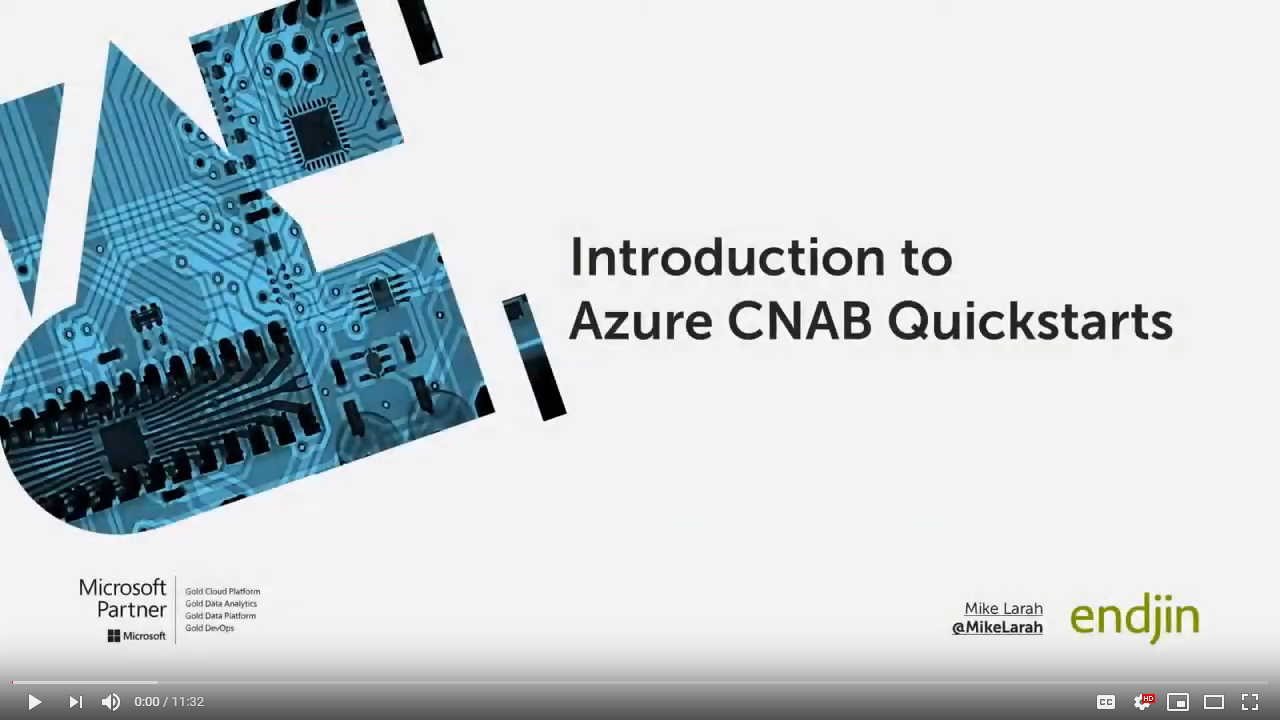 Introduction to
Azure CNAB Quickstarts
Microsoft
Partner
Microsoft
Gold Cloud Platform
Gold Data Analytics
Gold Data Platform
Gold DevOps
Mike Larah
@MikeLarah
endjin
0:00 / 11:32
CC
HD